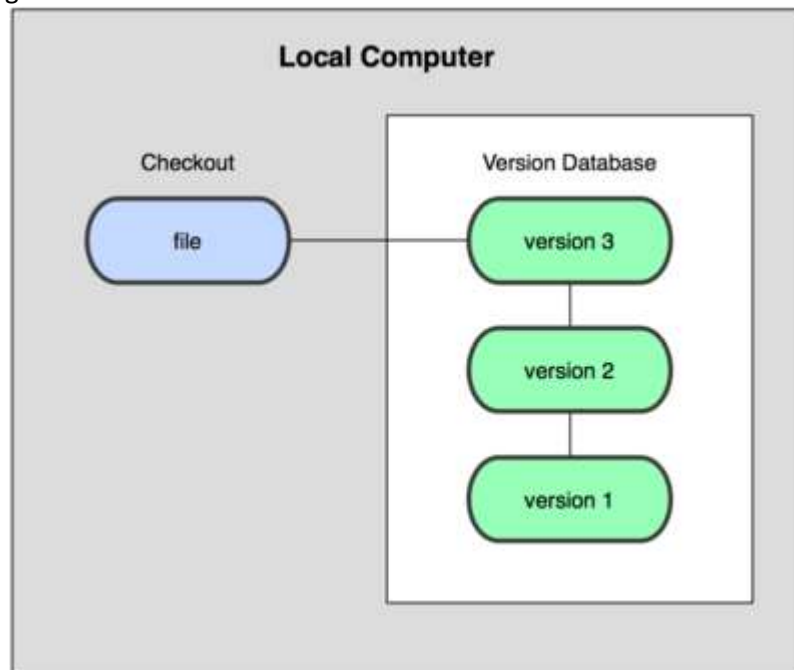 g
Local Computer
Checkout
Version Database
file
version 3
version 2
version 1